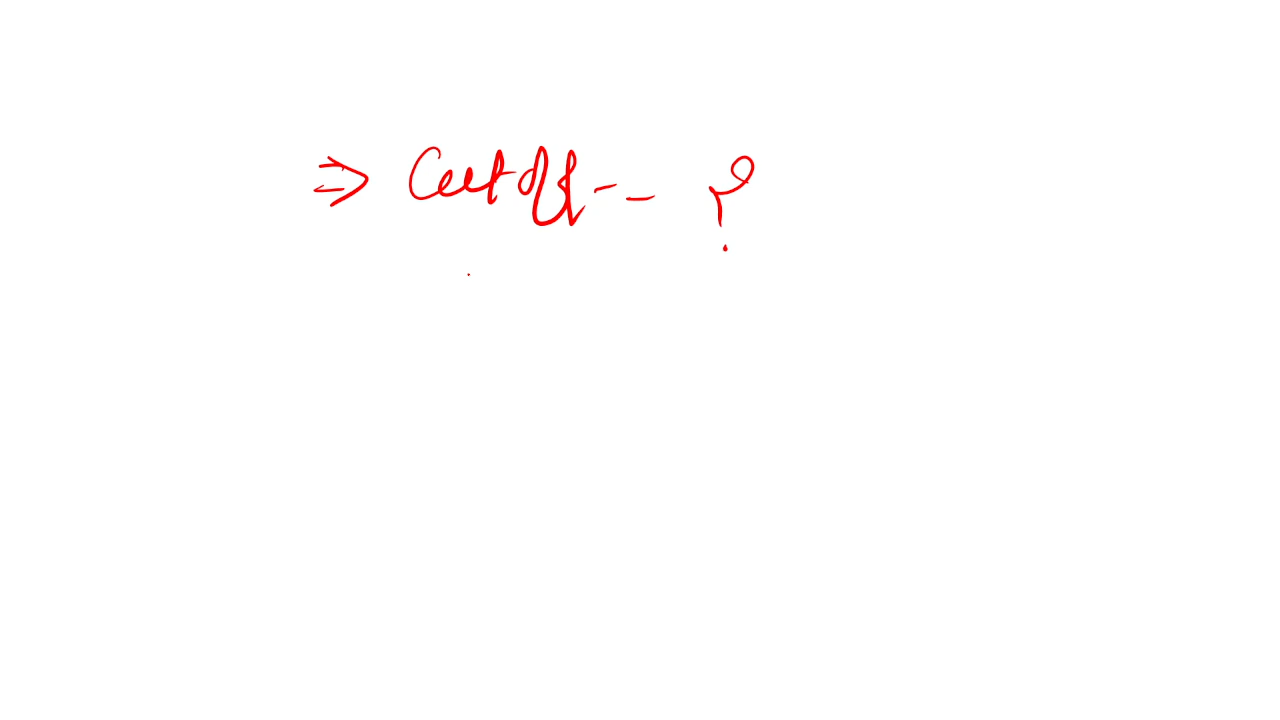 ⇒ Cutoff -- ?